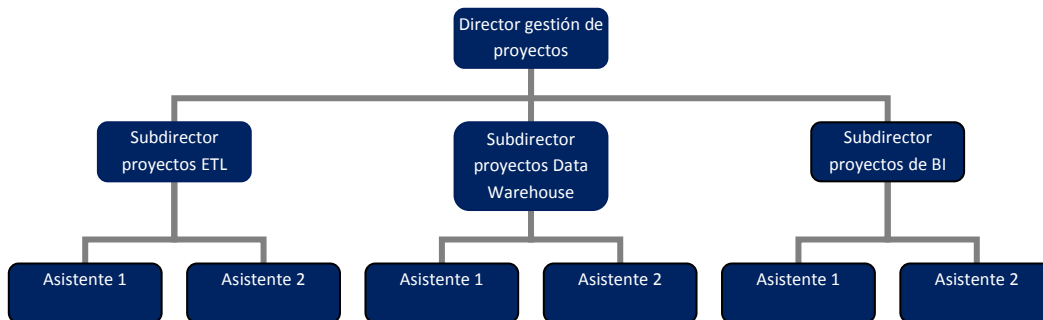 Director gestión de
proyectos
Subdirector
proyectos ETL
Subdirector
proyectos Data
Warehouse
Subdirector
proyectos de BI
Asistente 1
Asistente 2
Asistente 1
Asistente 2
Asistente 1
Asistente 2